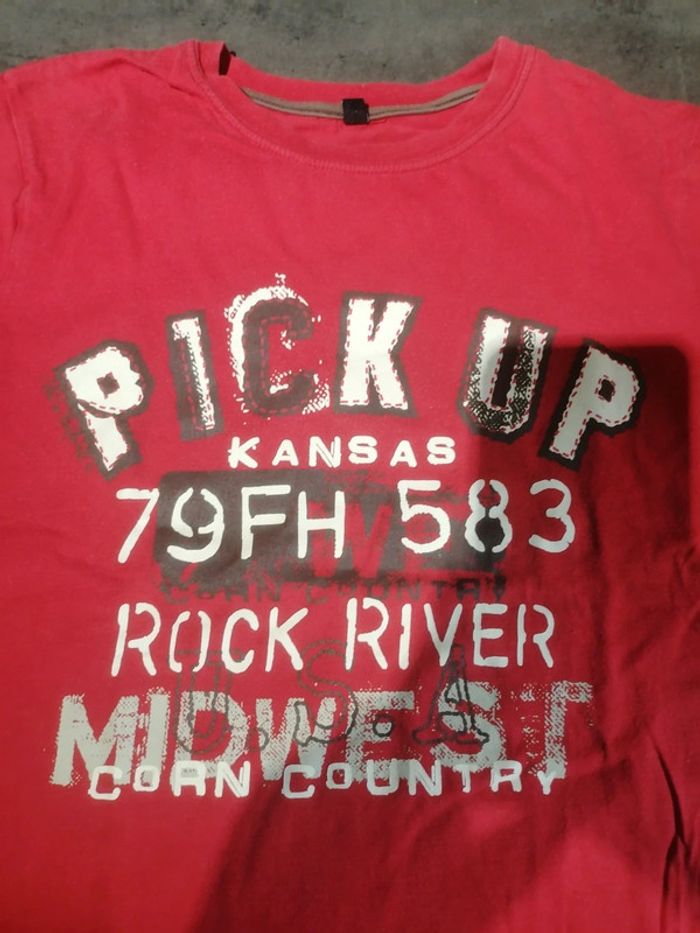 PICK UP
KANSAS
79FH 583
CORN COUNTRY
ROCK RIVER
U.S.A
MIDWEST
CORN COUNTRY